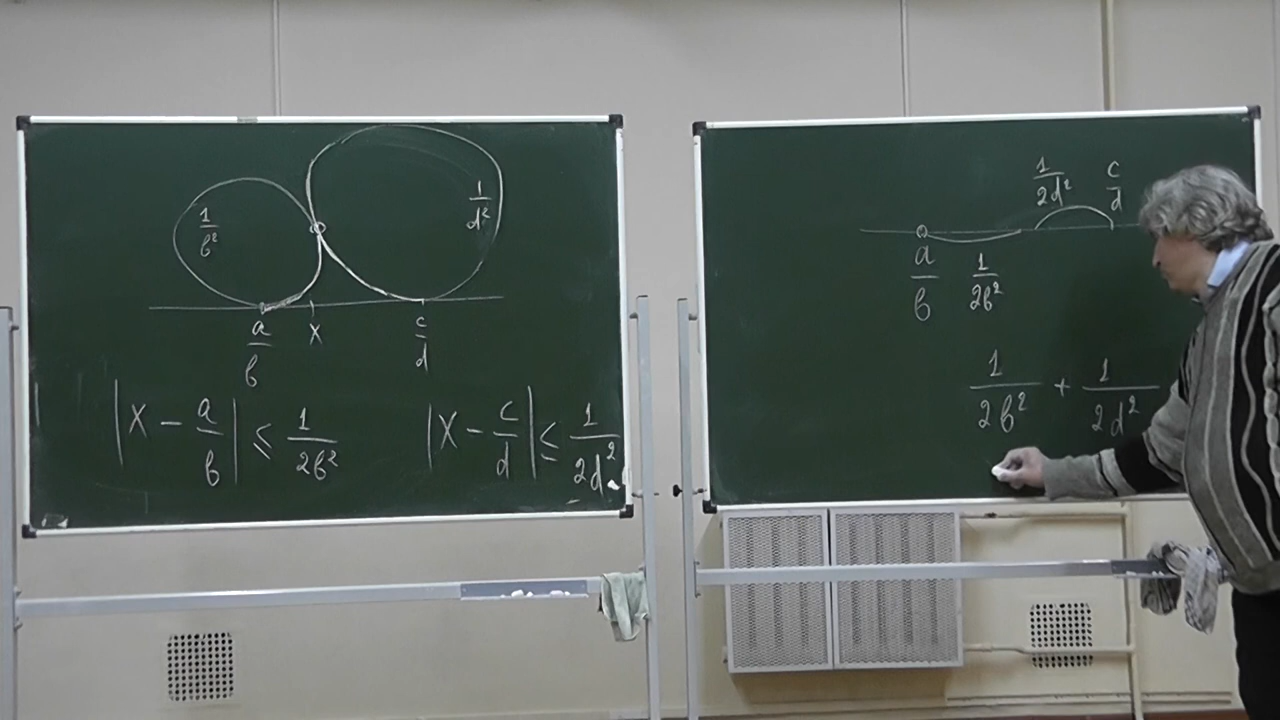 1/b² 1/d²
a/b x c/d
|x − a/b| ≤ 1/2b² |x − c/d| ≤ 1/2d²
1/2d² c/d
a/b 1/2b²
1/2b² + 1/2d²